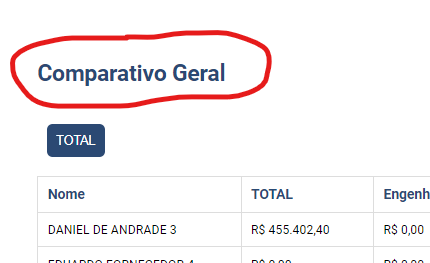 Comparativo Geral
TOTAL
Nome TOTAL Engenh
DANIEL DE ANDRADE 3 R$ 455.402,40 R$ 0,00